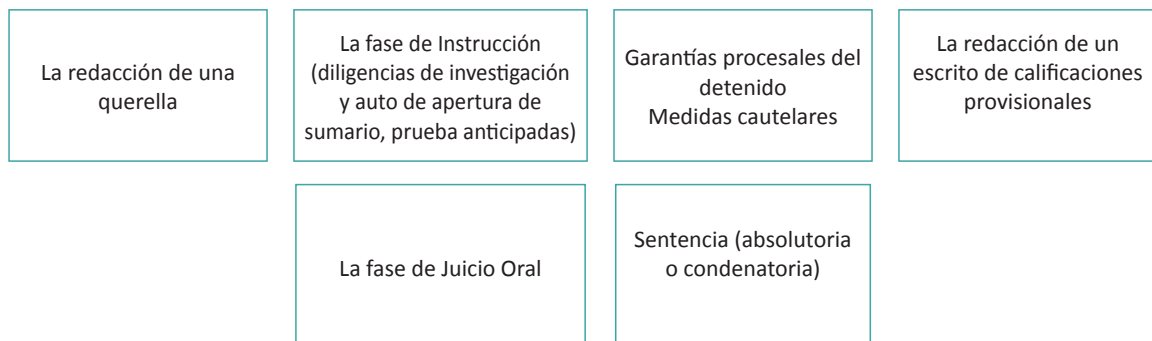 La redacción de una
querella
La fase de Instrucción
(diligencias de investigación
y auto de apertura de
sumario, prueba anticipadas)
Garantías procesales del
detenido
Medidas cautelares
La redacción de un
escrito de calificaciones
provisionales
La fase de Juicio Oral
Sentencia (absolutoria
o condenatoria)